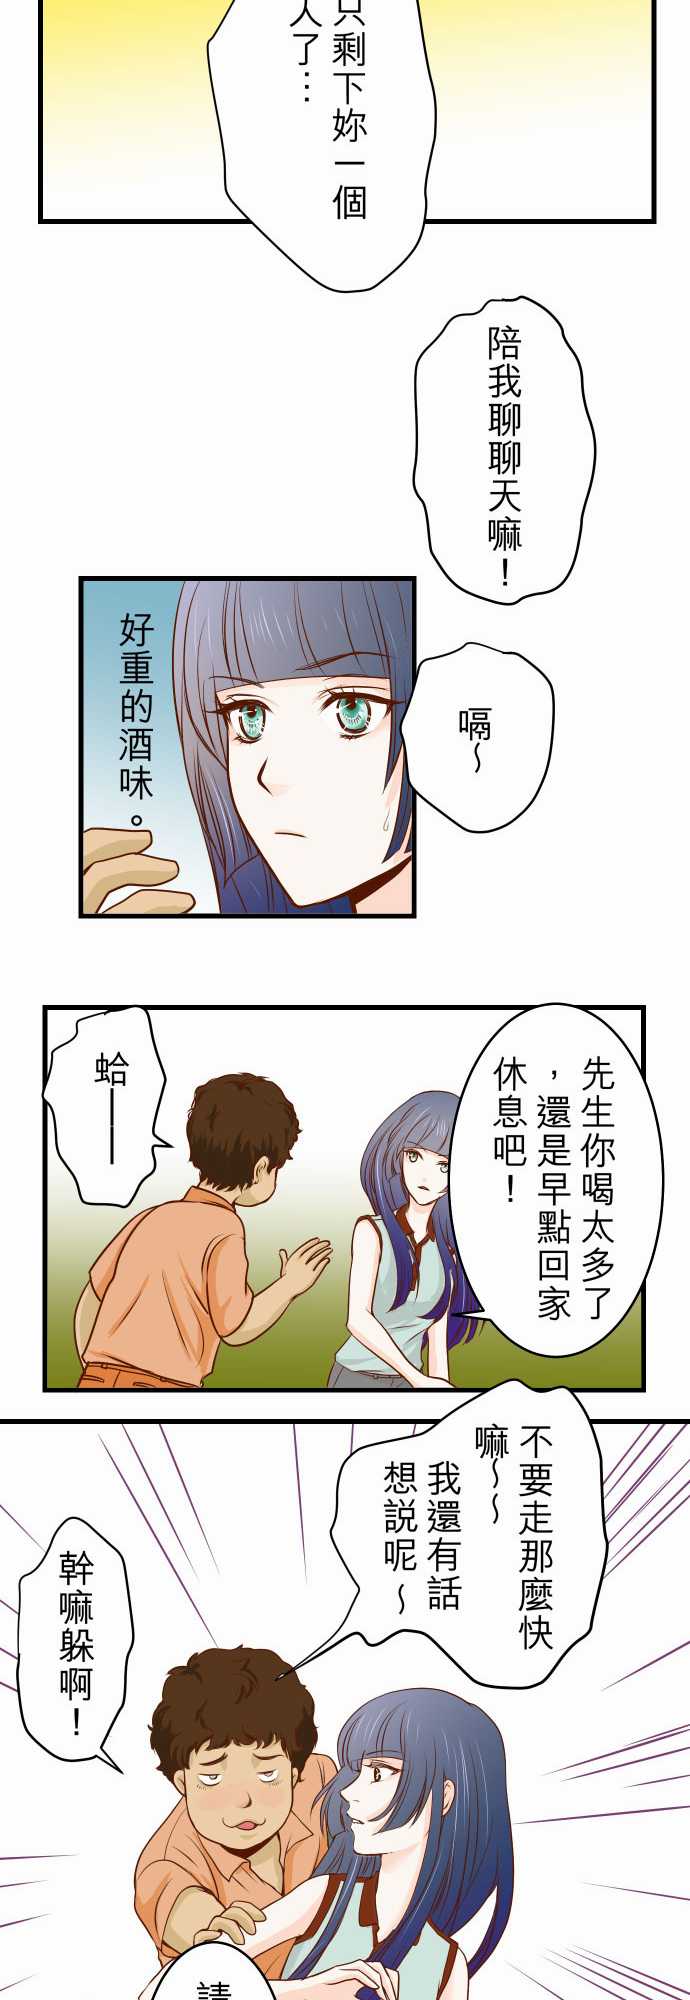 只剩下妳一個
人了…
陪我聊聊天嘛！
嗝～
好重的酒味。
先生你喝太多了
，還是早點回家
休息吧！
蛤——
不要走那麼快
嘛～～
我還有話
想說呢～
幹嘛躲啊！
請